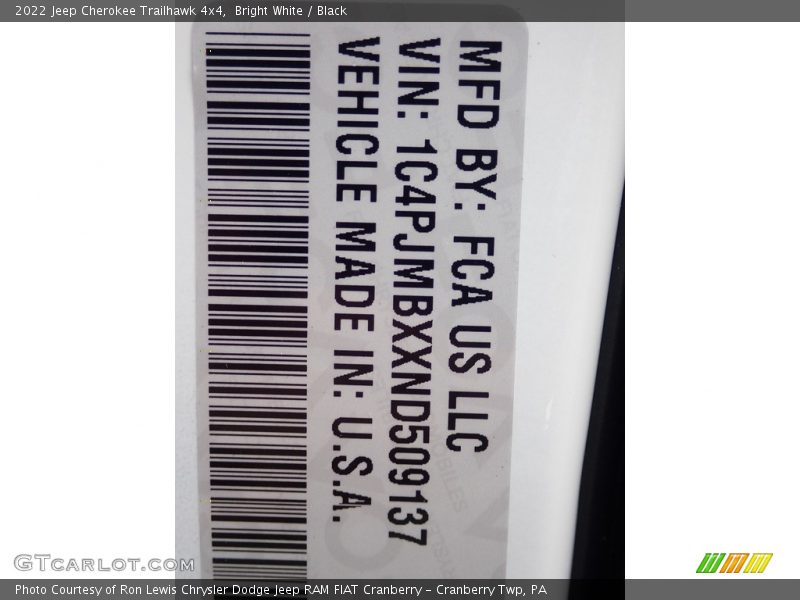 2022 Jeep Cherokee Trailhawk 4x4, Bright White / Black
MFD BY: FCA US LLC
VIN: 1C4PJMBXXND509137
VEHICLE MADE IN: U.S.A.
GTCARLOT.COM
Photo Courtesy of Ron Lewis Chrysler Dodge Jeep RAM FIAT Cranberry - Cranberry Twp, PA